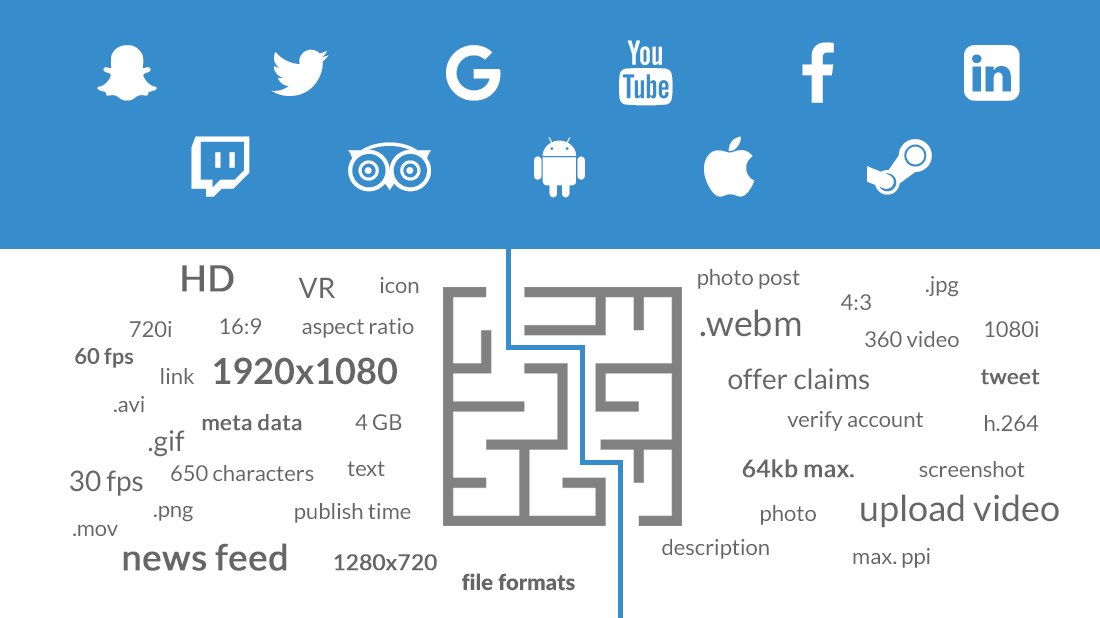 You
Tube
in
HD
VR
icon
720i
16:9
aspect ratio
60 fps
link
1920x1080
.avi
meta data
4 GB
.gif
650 characters
text
30 fps
.png
publish time
.mov
news feed
1280x720
file formats
photo post
.jpg
4:3
.webm
360 video
1080i
offer claims
tweet
verify account
h.264
64kb max.
screenshot
photo
upload video
description
max. ppi